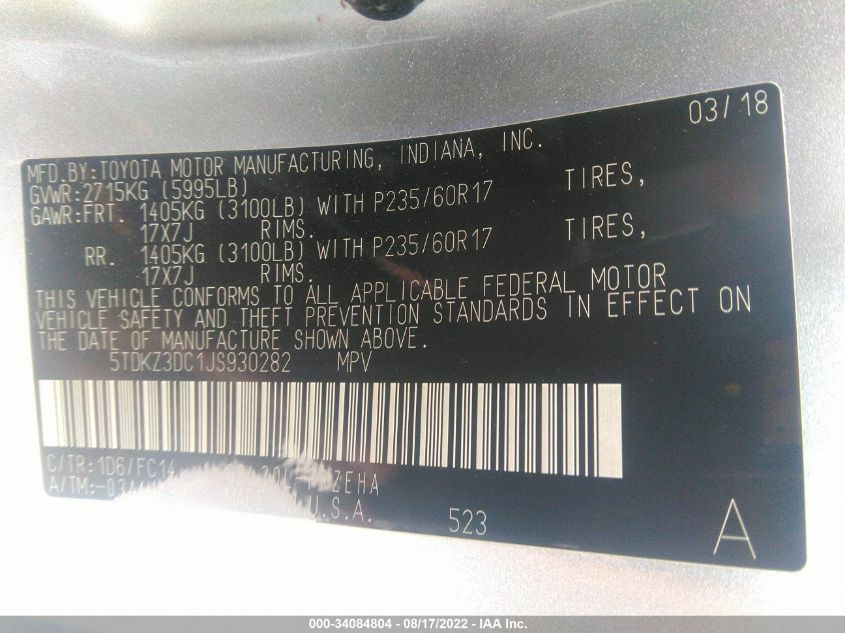 03/18
MFD.BY:TOYOTA MOTOR MANUFACTURING, INDIANA, INC.
GVWR:2715KG (5995LB)
GAWR:FRT. 1405KG (3100LB) WITH P235/60R17 TIRES,
17X7J RIMS.
RR. 1405KG (3100LB) WITH P235/60R17 TIRES,
17X7J RIMS.
THIS VEHICLE CONFORMS TO ALL APPLICABLE FEDERAL MOTOR
VEHICLE SAFETY AND THEFT PREVENTION STANDARDS IN EFFECT ON
THE DATE OF MANUFACTURE SHOWN ABOVE.
5TDKZ3DC1JS930282 MPV
C/TR:1D6/FC14
A/TM:
MADE U.S.A. 523
A
000-34084804 - 08/17/2022 - IAA Inc.